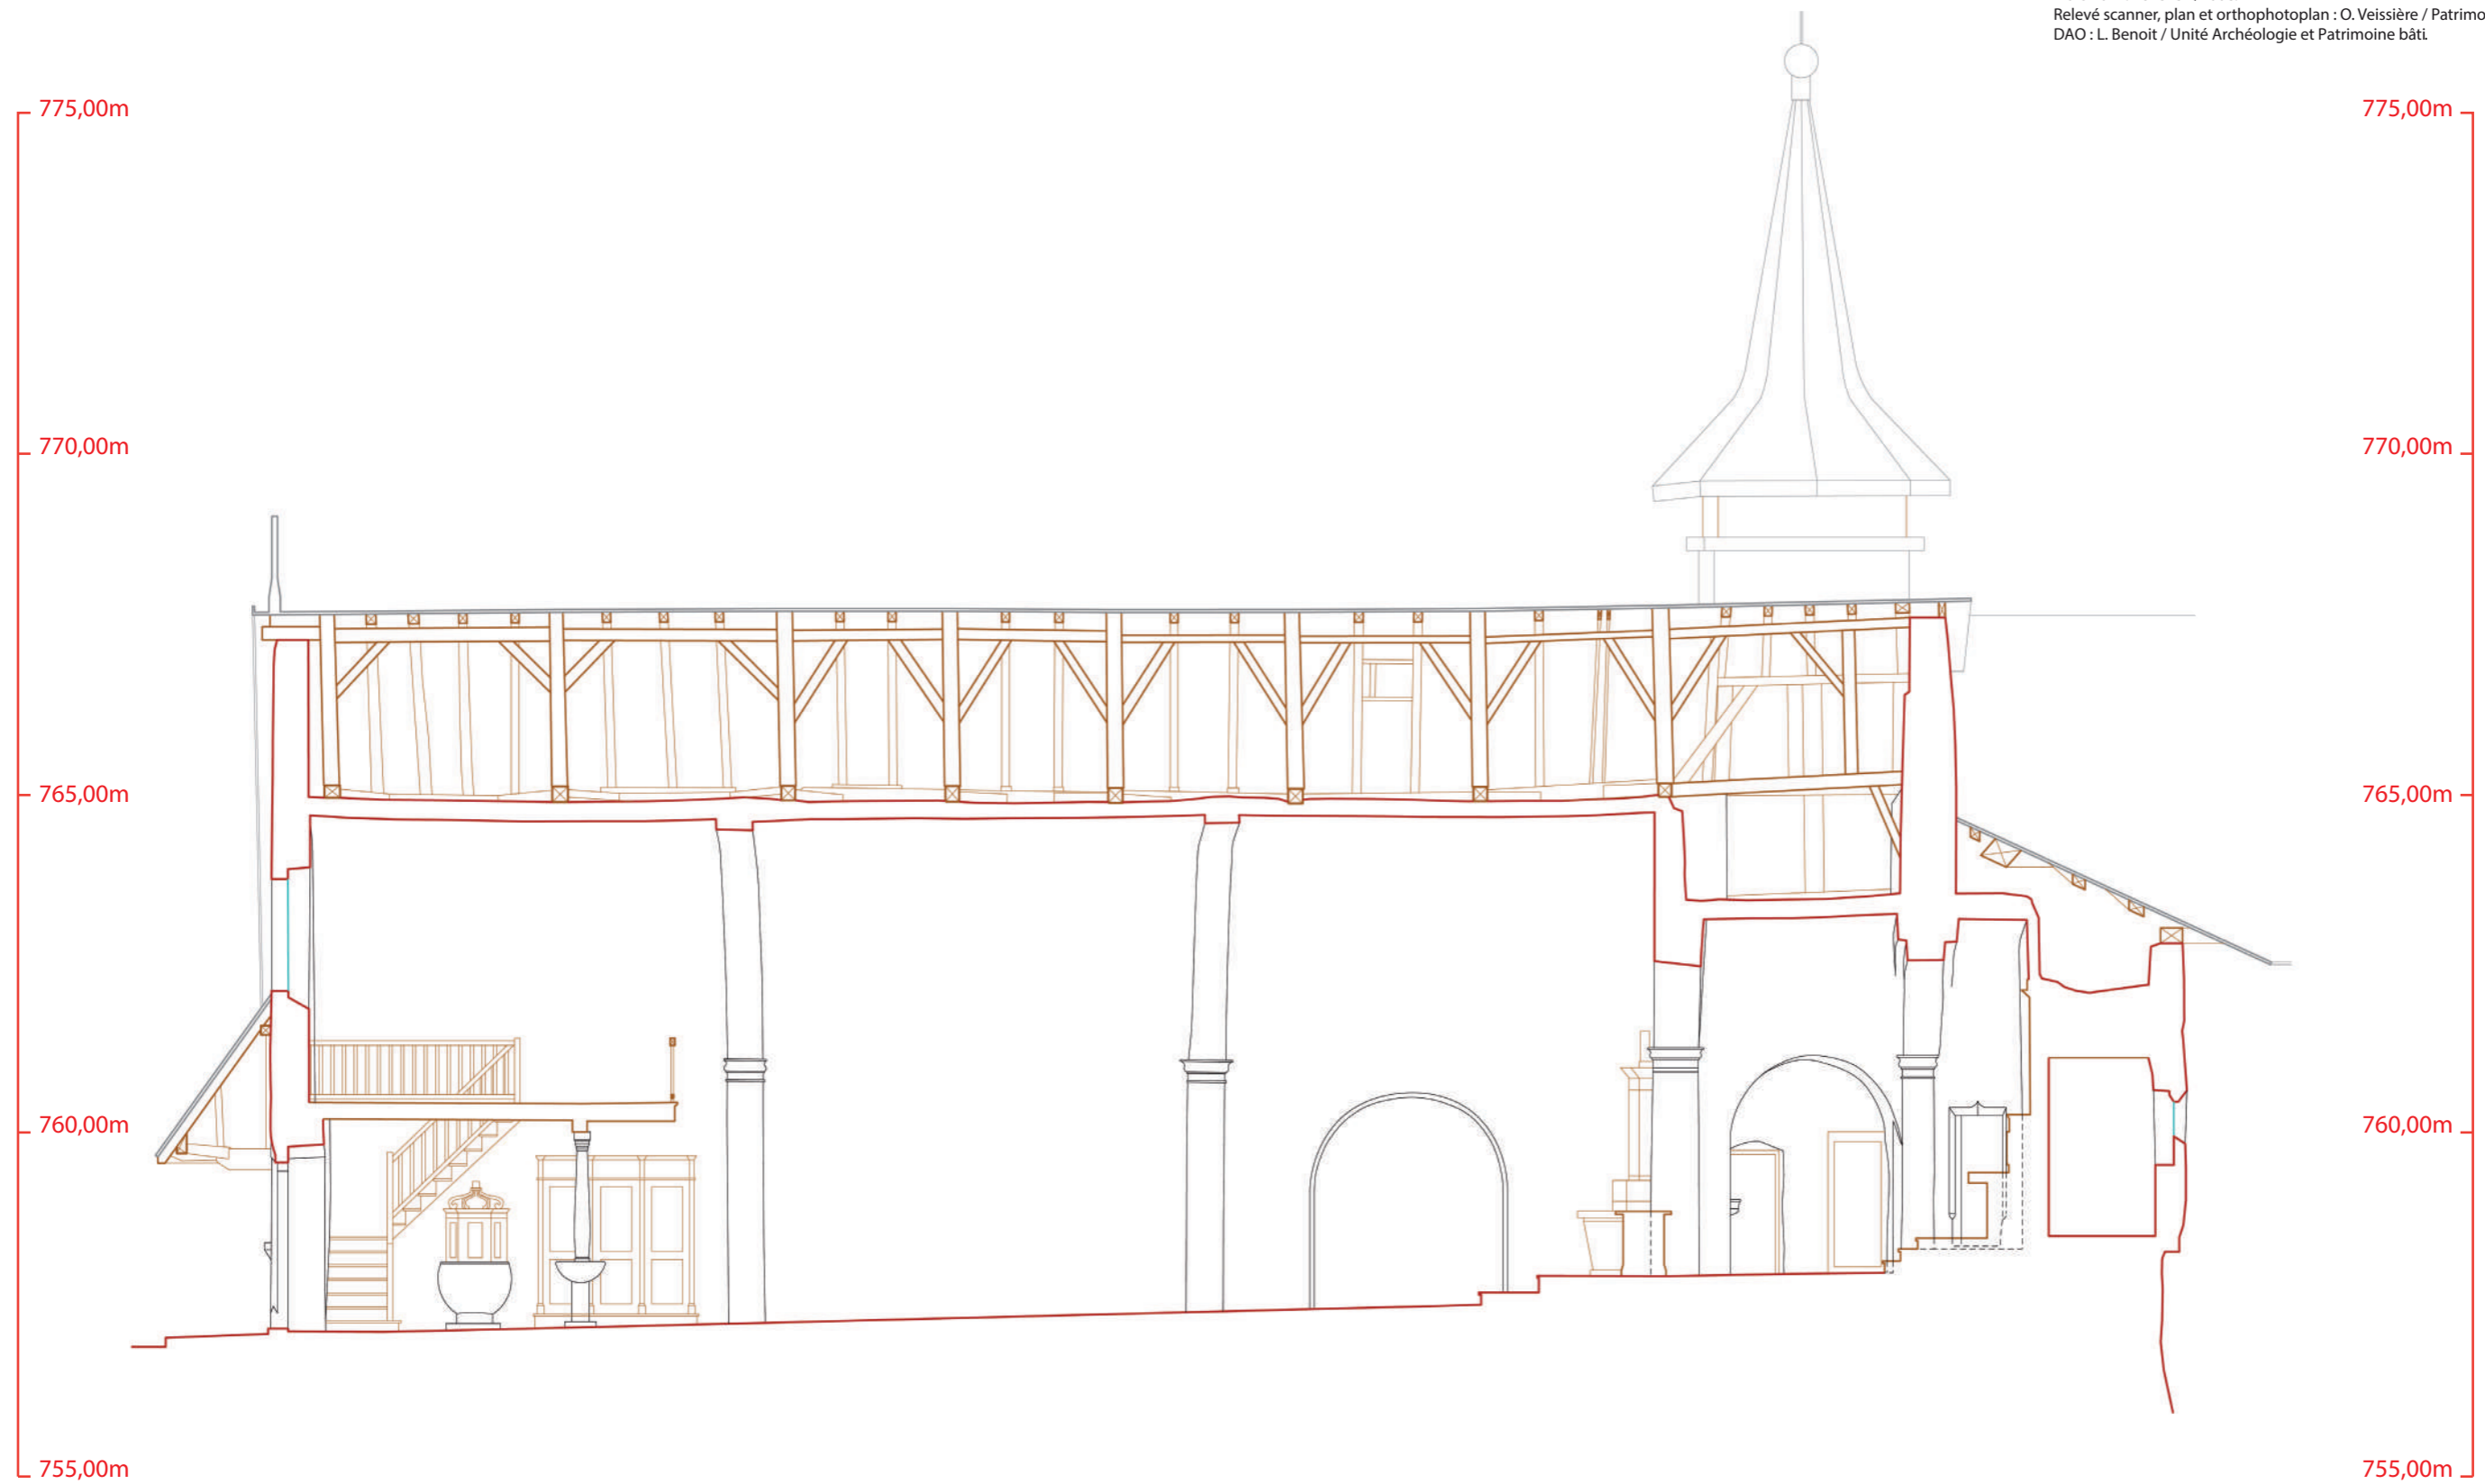 Relevé scanner, plan et orthophotoplan : O. Veissière / Patrimo
DAO : L. Benoit / Unité Archéologie et Patrimoine bâti.
775,00m
775,00m
770,00m
770,00m
765,00m
765,00m
760,00m
760,00m
755,00m
755,00m